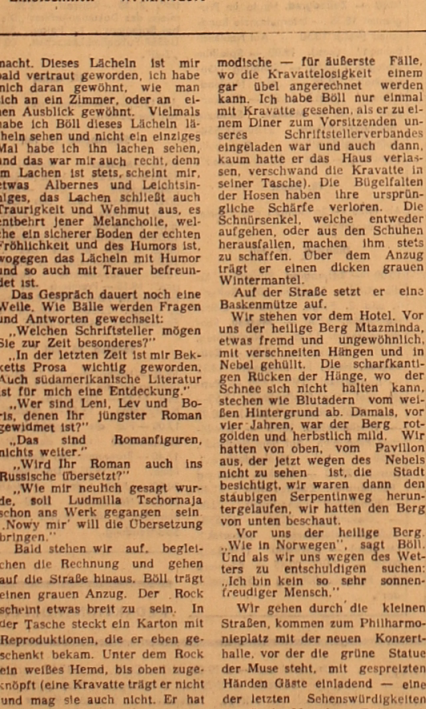 macht. Dieses Lächeln ist mir
bald vertraut geworden, ich habe
mich daran gewöhnt, wie man
sich an ein Zimmer, oder an ei-
nen Ausblick gewöhnt. Vielmals
habe ich Böll dieses Lächeln lä-
cheln sehen und nicht ein einziges
Mal habe ich ihn lachen sehen,
und das war mir auch recht, denn
im Lachen ist stets, scheint mir,
etwas Albernes und Leichtsin-
niges, das Lachen schließt auch
Traurigkeit und Wehmut aus, es
entbehrt jener Melancholie, wel-
che ein sicherer Boden der echten
Fröhlichkeit und des Humors ist,
wogegen das Lächeln mit Humor
und so auch mit Trauer befreun-
det ist.
Das Gespräch dauert noch eine
Weile. Wie Bälle werden Fragen
und Antworten gewechselt:
„Welchen Schriftsteller mögen
Sie zur Zeit besonders?"
„In der letzten Zeit ist mir Bek-
ketts Prosa wichtig geworden.
Auch südamerikanische Literatur
ist für mich eine Entdeckung."
„Wer sind Leni, Lev und Bo-
ris, denen Ihr jüngster Roman
gewidmet ist?"
„Das sind Romanfiguren,
nichts weiter."
„Wird Ihr Roman auch ins
Russische übersetzt?"
„Wie mir neulich gesagt wur-
de, soll Ludmilla Tschornaja
schon ans Werk gegangen sein.
‚Nowy mir' will die Übersetzung
bringen."
Bald stehen wir auf, beglei-
chen die Rechnung und gehen
auf die Straße hinaus. Böll trägt
einen grauen Anzug. Der Rock
scheint etwas breit zu sein. In
der Tasche steckt ein Karton mit
Reproduktionen, die er eben ge-
schenkt bekam. Unter dem Rock
ein weißes Hemd, bis oben zuge-
knöpft (eine Kravatte trägt er nicht
und mag sie auch nicht. Er hat
modische — für äußerste Fälle,
wo die Kravattelosigkeit einem
gar übel angerechnet werden
kann. Ich habe Böll nur einmal
mit Kravatte gesehen, als er zu ei-
nem Diner zum Vorsitzenden un-
seres Schriftstellerverbandes
eingeladen war und auch dann,
kaum hatte er das Haus verlas-
sen, verschwand die Kravatte in
seiner Tasche). Die Bügelfalten
der Hosen haben ihre ursprün-
gliche Schärfe verloren. Die
Schnürsenkel, welche entweder
aufgehen, oder aus den Schuhen
herausfallen, machen ihm stets
zu schaffen. Über dem Anzug
trägt er einen dicken grauen
Wintermantel.
Auf der Straße setzt er eine
Baskenmütze auf.
Wir stehen vor dem Hotel. Vor
uns der heilige Berg Mtazminda,
etwas fremd und ungewöhnlich,
mit verschneiten Hängen und in
Nebel gehüllt. Die scharfkanti-
gen Rücken der Hänge, wo der
Schnee sich nicht halten kann,
stechen wie Blutadern vom wei-
ßen Hintergrund ab. Damals, vor
vier Jahren, war der Berg rot-
golden und herbstlich mild. Wir
hatten von oben, vom Pavillon
aus, der jetzt wegen des Nebels
nicht zu sehen ist, die Stadt
besichtigt, wir waren dann den
staubigen Serpentinweg herun-
tergelaufen, wir hatten den Berg
von unten beschaut.
Vor uns der heilige Berg.
„Wie in Norwegen", sagt Böll.
Und als wir uns wegen des Wet-
ters zu entschuldigen suchen:
„Ich bin kein so sehr sonnen-
freudiger Mensch."
Wir gehen durch die kleinen
Straßen, kommen zum Philharmo-
nieplatz mit der neuen Konzert-
halle, vor der die grüne Statue
der Muse steht, mit gespreizten
Händen Gäste einladend — eine
der letzten Sehenswürdigkeiten